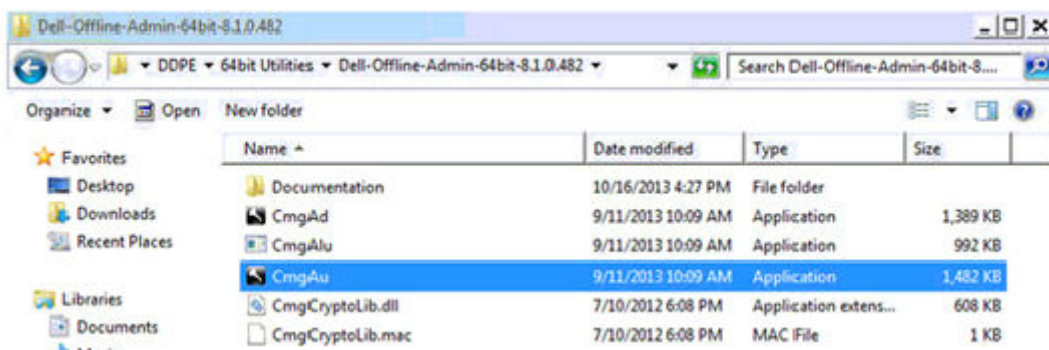 Dell-Offline-Admin-64bit-8.1.0.482
DDPE 64bit Utilities Dell-Offline-Admin-64bit-8.1.0.482 Search Dell-Offline-Admin-64bit-8....
Organize Open New folder
Favorites
Desktop
Downloads
Recent Places
Libraries
Documents
Name Date modified Type Size
Documentation 10/16/2013 4:27 PM File folder
CmgAd 9/11/2013 10:09 AM Application 1,389 KB
CmgAlu 9/11/2013 10:09 AM Application 992 KB
CmgAu 9/11/2013 10:09 AM Application 1,482 KB
CmgCryptoLib.dll 7/10/2012 6:08 PM Application extens... 608 KB
CmgCryptoLib.mac 7/10/2012 6:08 PM MAC File 1 KB